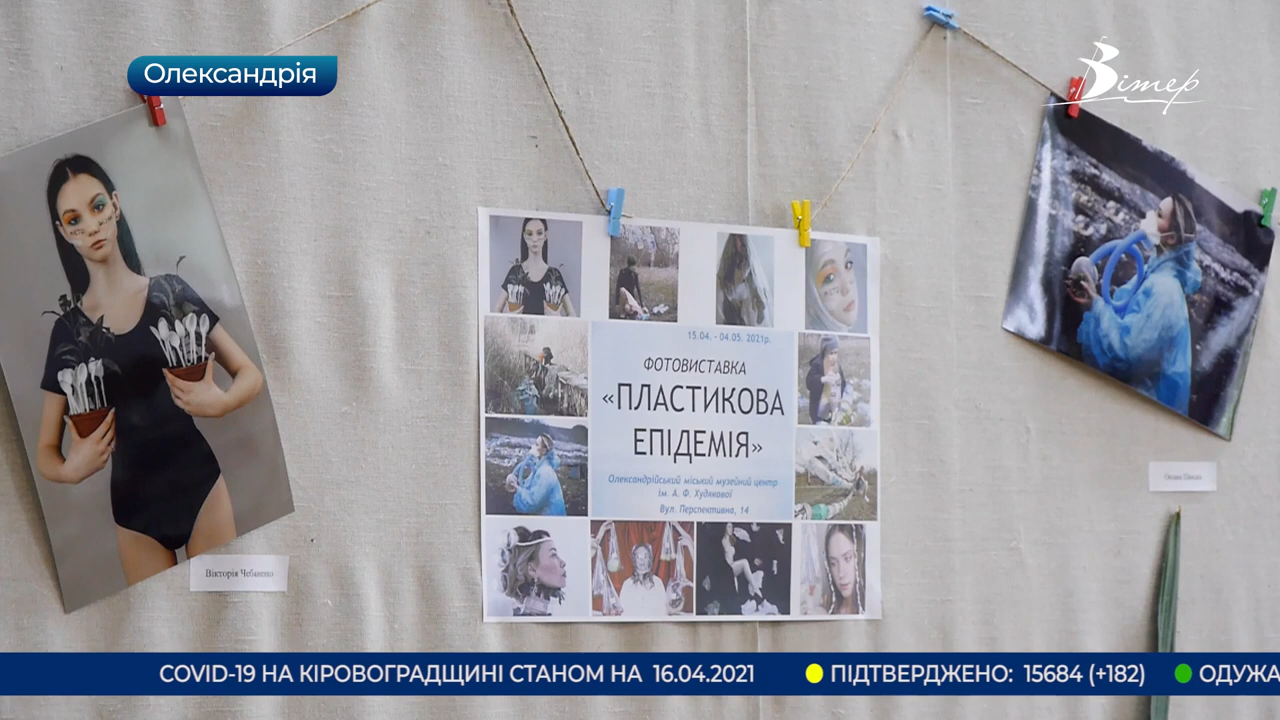 Олександрія
Вітер
15.04. - 04.05. 2021р.
ФОТОВИСТАВКА
«ПЛАСТИКОВА
ЕПІДЕМІЯ»
Олександрійський міський музейний центр
ім. А. Ф. Худякової
Вул. Перспективна, 14
Вікторія Чебаненко
COVID-19 НА КІРОВОГРАДЩИНІ СТАНОМ НА 16.04.2021 ПІДТВЕРДЖЕНО: 15684 (+182) ОДУЖА